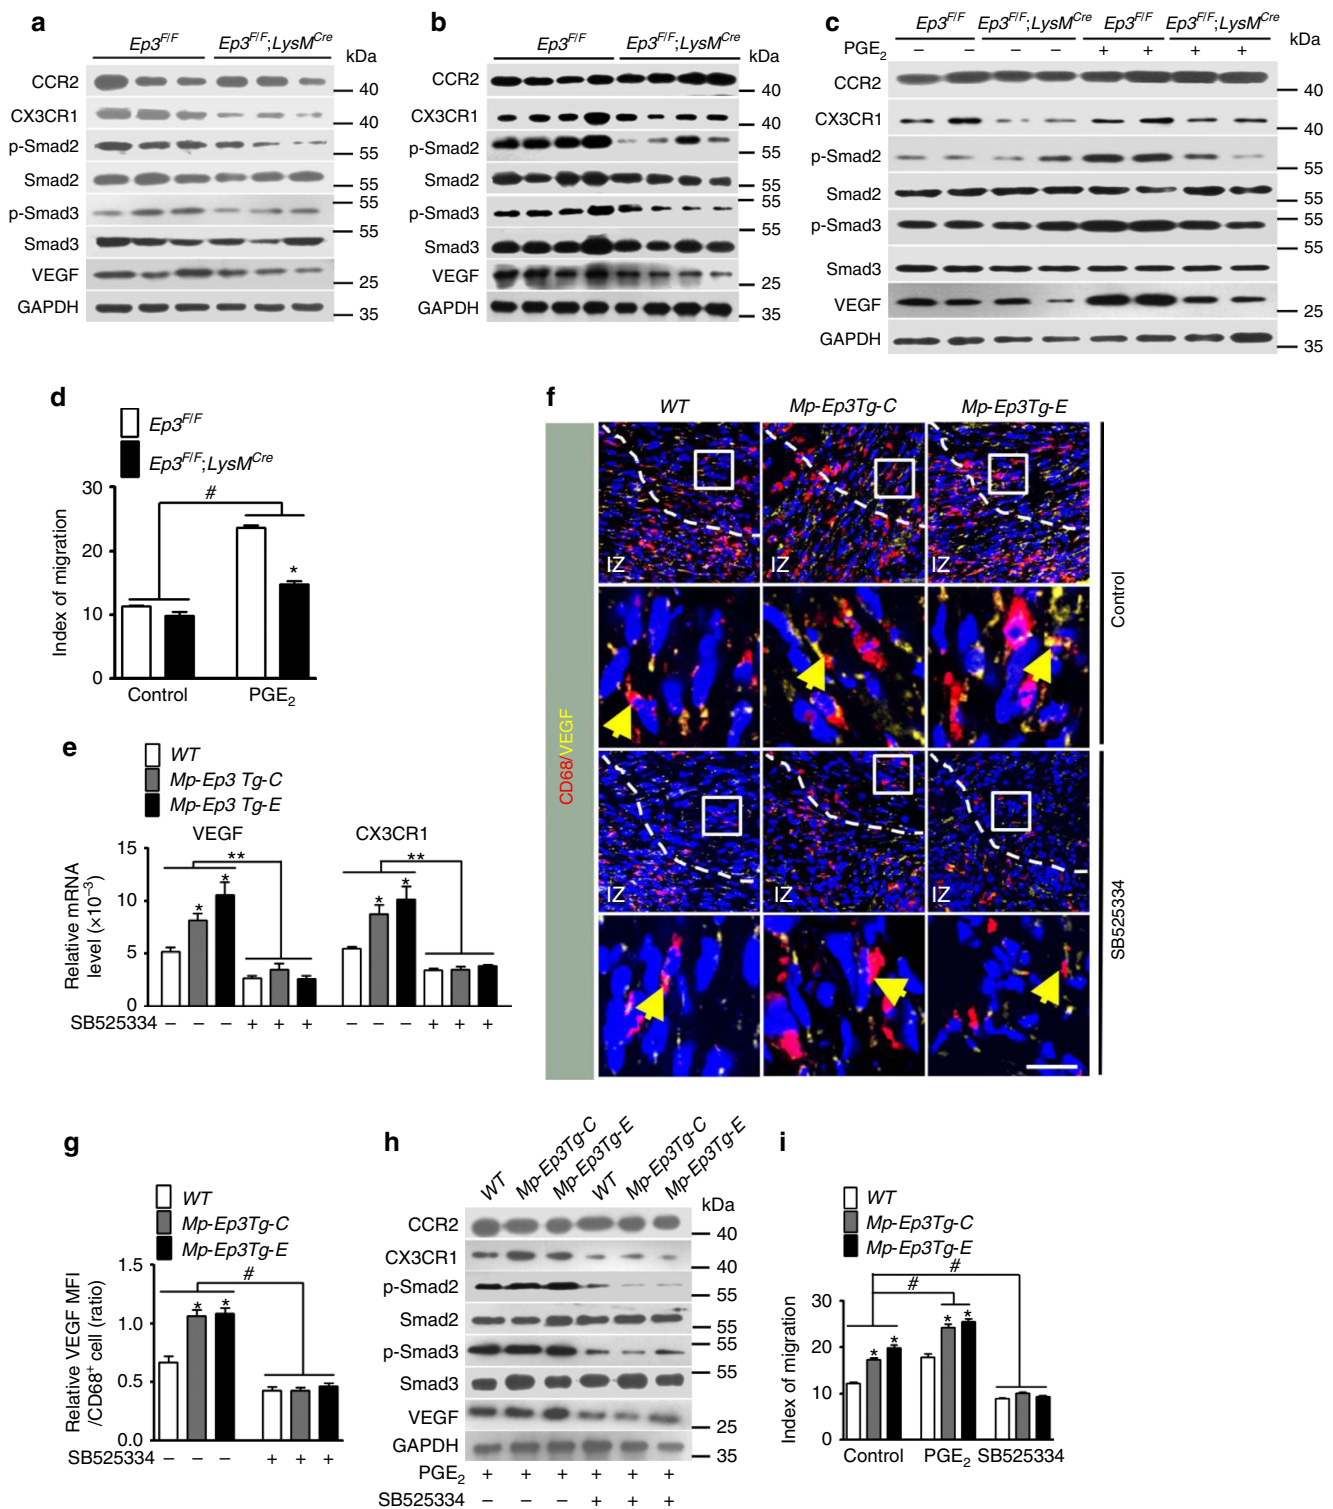 a
Ep3F/F Ep3F/F;LysMCre
kDa
CCR2
40
CX3CR1
40
p-Smad2
55
Smad2
55
p-Smad3
55
Smad3
55
VEGF
25
GAPDH
35
b
Ep3F/F Ep3F/F;LysMCre
kDa
CCR2
40
CX3CR1
40
p-Smad2
55
Smad2
55
p-Smad3
55
Smad3
55
VEGF
25
GAPDH
35
c
Ep3F/F Ep3F/F;LysMCre Ep3F/F Ep3F/F;LysMCre
kDa
PGE2 – – – – + + + +
CCR2
40
CX3CR1
40
p-Smad2
55
Smad2
55
p-Smad3
55
Smad3
55
VEGF
25
GAPDH
35
d
Ep3F/F
Ep3F/F;LysMCre
Index of migration
30
20
10
0
#
*
Control PGE2
e
WT
Mp-Ep3 Tg-C
Mp-Ep3 Tg-E
VEGF CX3CR1
Relative mRNA
level (×10–3)
15
10
5
0
* * **
* * **
SB525334 – – – + + + – – – + + +
f
WT Mp-Ep3Tg-C Mp-Ep3Tg-E
CD68/VEGF
IZ IZ IZ
Control
IZ IZ IZ
SB525334
g
WT
Mp-Ep3Tg-C
Mp-Ep3Tg-E
Relative VEGF MFI
/CD68+ cell (ratio)
1.5
1.0
0.5
0.0
#
* *
SB525334 – – – + + +
h
WT Mp-Ep3Tg-C Mp-Ep3Tg-E WT Mp-Ep3Tg-C Mp-Ep3Tg-E
kDa
CCR2
40
CX3CR1
40
p-Smad2
55
Smad2
55
p-Smad3
55
Smad3
55
VEGF
25
GAPDH
35
PGE2 + + + + + +
SB525334 – – – + + +
i
WT
Mp-Ep3Tg-C
Mp-Ep3Tg-E
Index of migration
30
20
10
0
#
#
* * * *
Control PGE2 SB525334